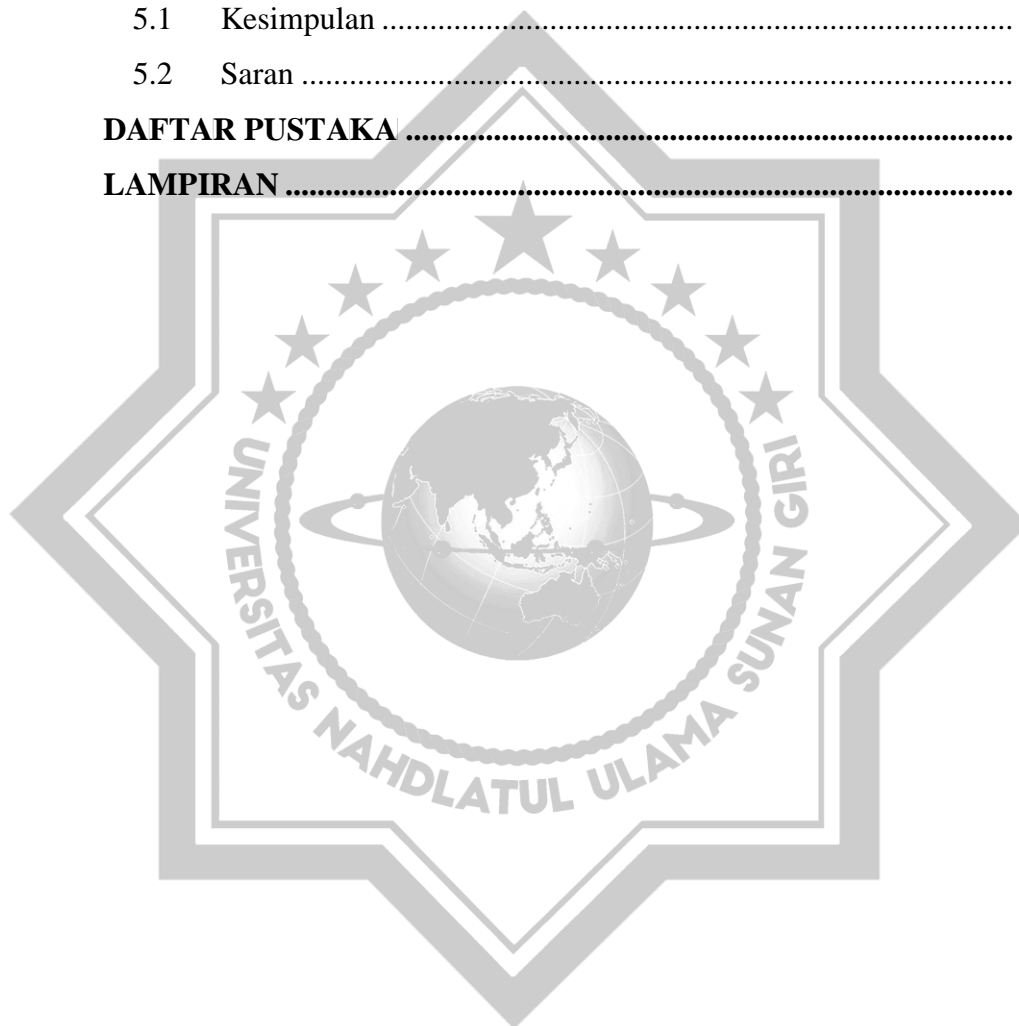 5.1 Kesimpulan ................................................................................
5.2 Saran ..........................................................................................
DAFTAR PUSTAKA ............................................................................
LAMPIRAN ...........................................................................................
UNIVERSITAS NAHDLATUL ULAMA SUNAN GIRI